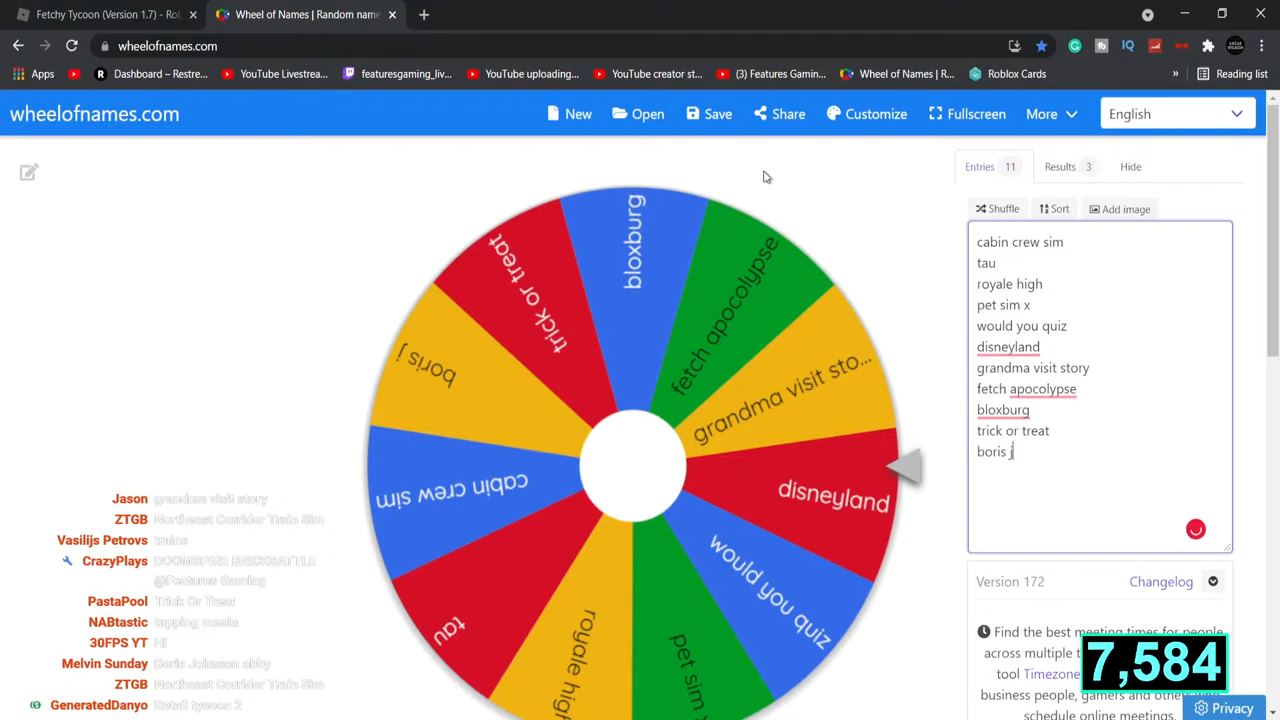 Fetchy Tycoon (Version 1.7) - Rol
Wheel of Names | Random name
wheelofnames.com
Apps
Dashboard – Restre...
YouTube Livestrea...
featuresgaming_liv...
YouTube uploading...
YouTube creator st...
(3) Features Gamin...
Wheel of Names | R...
Roblox Cards
»
Reading list
wheelofnames.com
New
Open
Save
Share
Customize
Fullscreen
More
English
Entries 11
Results 3
Hide
Shuffle
Sort
Add image
cabin crew sim
tau
royale high
pet sim x
would you quiz
disneyland
grandma visit story
fetch apocolypse
bloxburg
trick or treat
boris j
bloxburg
fetch apocolypse
grandma visit sto...
disneyland
would you quiz
pet sim x
royale high
tau
cabin crew sim
boris j
trick or treat
Jason grandma visit story
ZTGB Northeast Corridor Train Sim
Vasilijs Petrovs trains
CrazyPlays DOOMSPIRE BRICKBATTLE
@Features Gaming
PastaPool Trick Or Treat
NABtastic tapping mania
30FPS YT Hi
Melvin Sunday Boris Johnson obby
ZTGB Northeast Corridor Train Sim
GeneratedDanyo Retail tycoon 2
Version 172
Changelog
Find the best meeting times for people
across multiple
tool Timezone
business people, gamers and
schedule online meetings.
7,584
Privacy